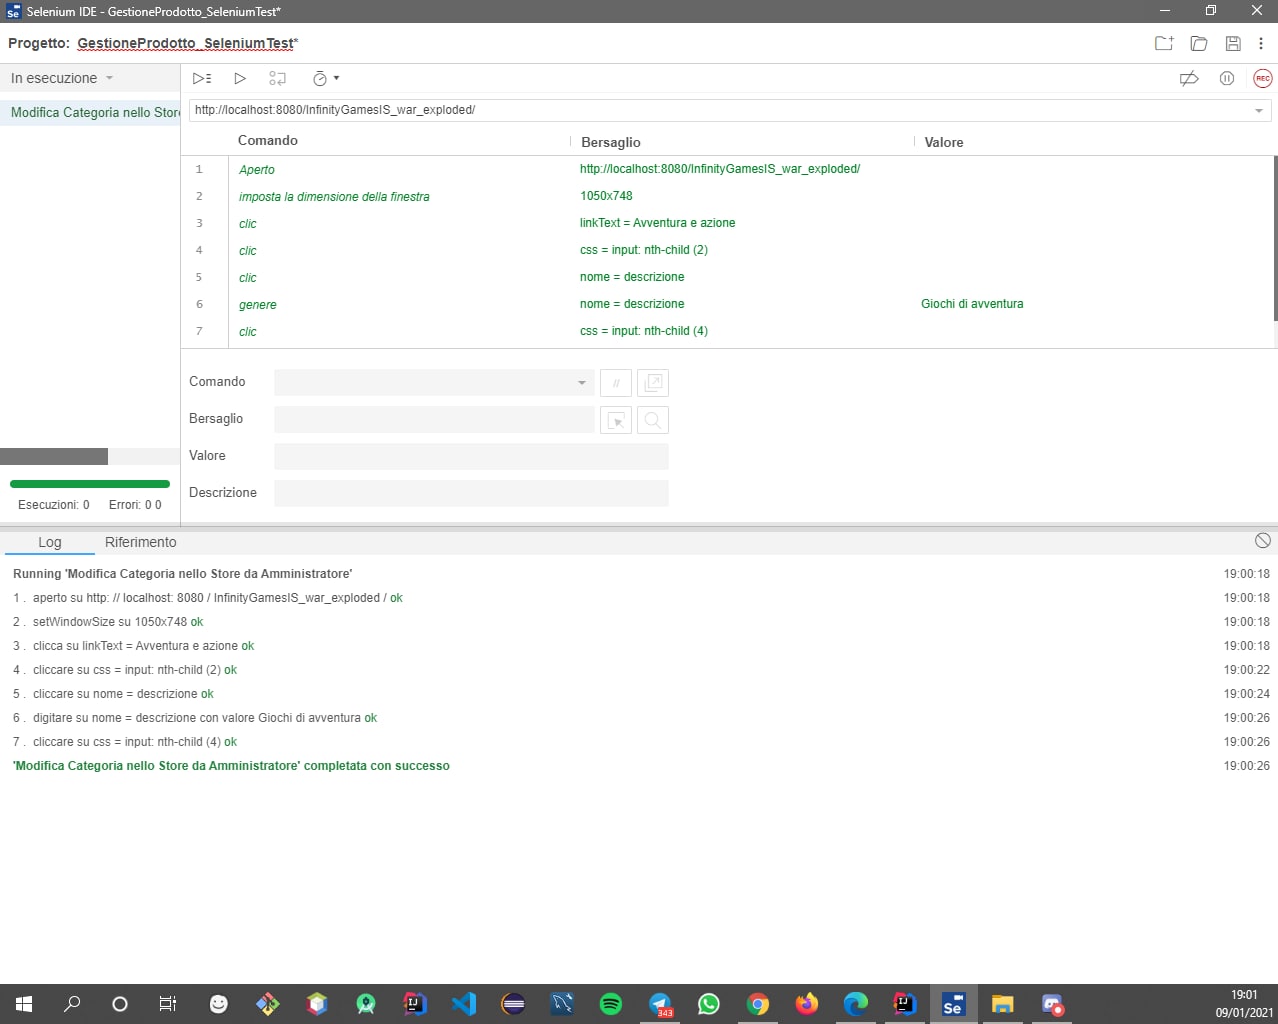 Selenium IDE - GestioneProdotto_SeleniumTest*
Progetto: GestioneProdotto_SeleniumTest*
In esecuzione
REC
Modifica Categoria nello Store
http://localhost:8080/InfinityGamesIS_war_exploded/
Comando Bersaglio Valore
1 Aperto http://localhost:8080/InfinityGamesIS_war_exploded/
2 imposta la dimensione della finestra 1050x748
3 clic linkText = Avventura e azione
4 clic css = input: nth-child (2)
5 clic nome = descrizione
6 genere nome = descrizione Giochi di avventura
7 clic css = input: nth-child (4)
Comando //
Bersaglio
Valore
Descrizione
Esecuzioni: 0 Errori: 0 0
Log Riferimento
Running 'Modifica Categoria nello Store da Amministratore' 19:00:18
1 . aperto su http: // localhost: 8080 / InfinityGamesIS_war_exploded / ok 19:00:18
2 . setWindowSize su 1050x748 ok 19:00:18
3 . clicca su linkText = Avventura e azione ok 19:00:18
4 . cliccare su css = input: nth-child (2) ok 19:00:22
5 . cliccare su nome = descrizione ok 19:00:24
6 . digitare su nome = descrizione con valore Giochi di avventura ok 19:00:26
7 . cliccare su css = input: nth-child (4) ok 19:00:26
'Modifica Categoria nello Store da Amministratore' completata con successo 19:00:26
IJ 343 IJ Se
19:01
09/01/2021